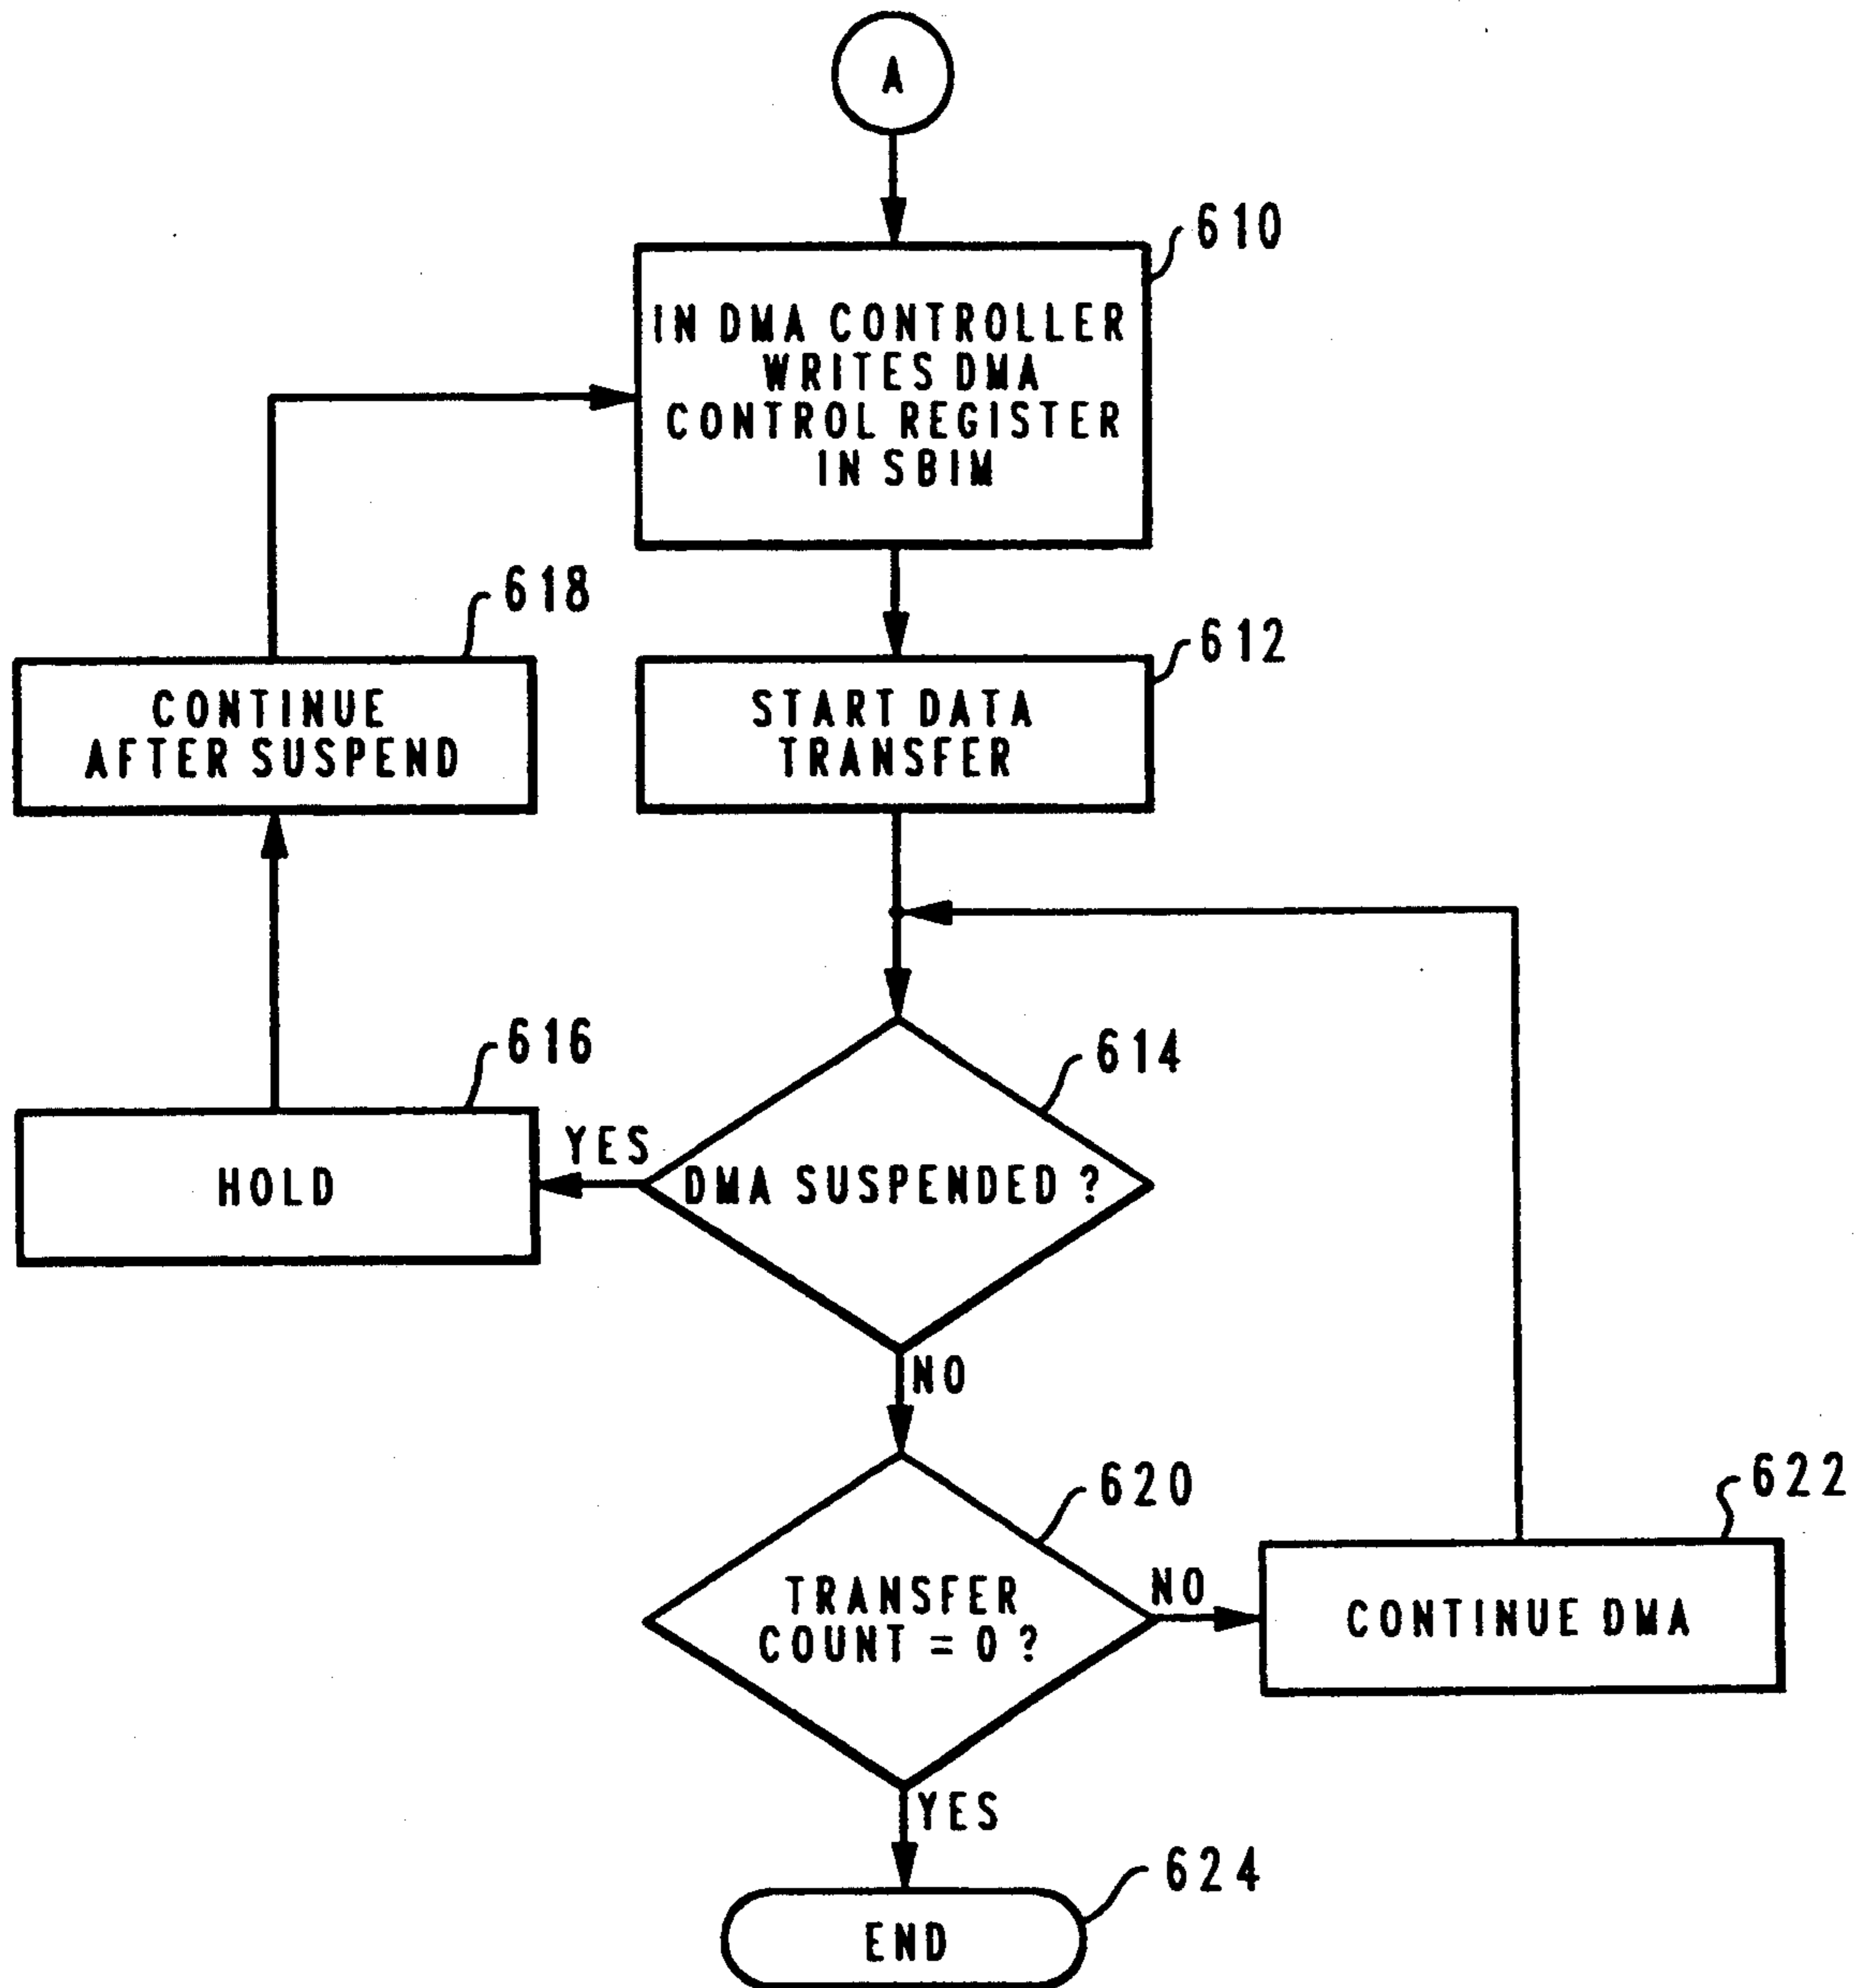 A
610
IN DMA CONTROLLER
WRITES DMA
CONTROL REGISTER
IN SBIM
618
CONTINUE
AFTER SUSPEND
612
START DATA
TRANSFER
616
HOLD
YES
614
DMA SUSPENDED ?
NO
620
TRANSFER
COUNT = 0 ?
NO
622
CONTINUE DMA
YES
624
END